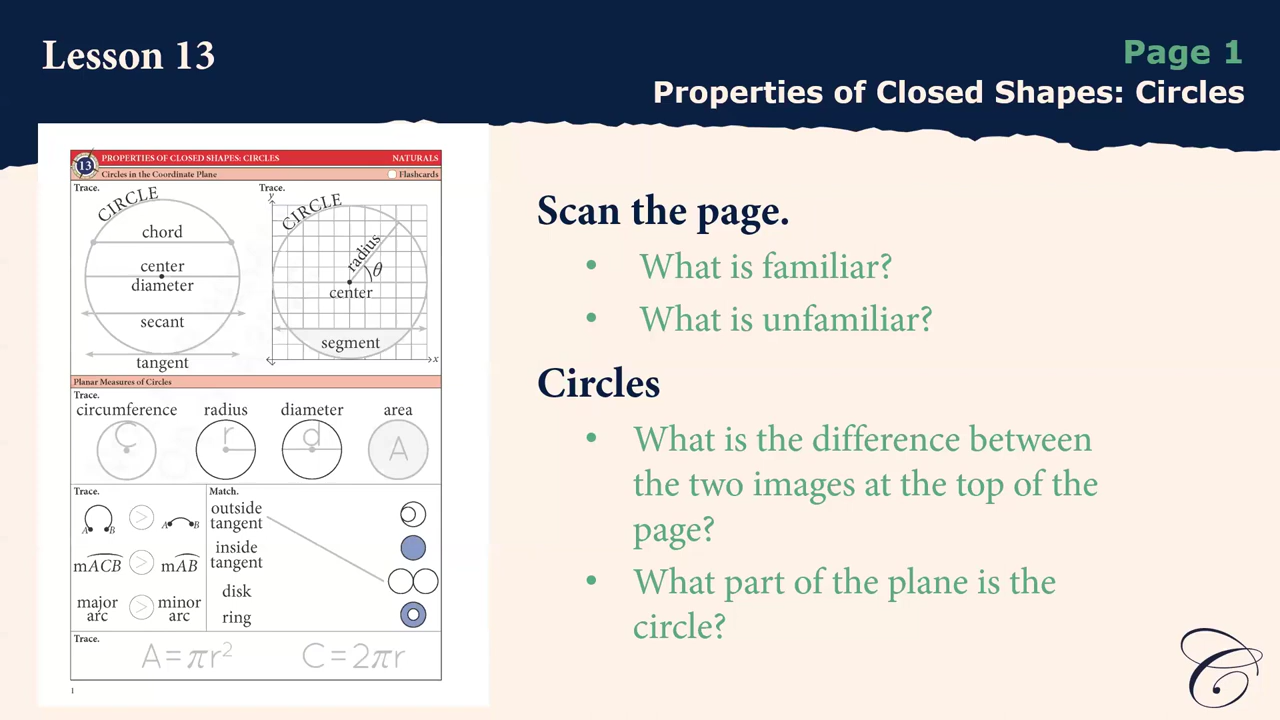 Lesson 13
Page 1
Properties of Closed Shapes: Circles
13
PROPERTIES OF CLOSED SHAPES: CIRCLES
NATURALS
Circles in the Coordinate Plane
Flashcards
Trace.
CIRCLE
chord
center
diameter
secant
tangent
Trace.
y
CIRCLE
radius
θ
center
segment
x
Planar Measures of Circles
Trace.
circumference radius diameter area
C r d A
Trace.
A B > A B
mACB > mAB
major
arc
>
minor
arc
Match.
outside
tangent
inside
tangent
disk
ring
Trace.
A=πr² C=2πr
1
Scan the page.
• What is familiar?
• What is unfamiliar?
Circles
• What is the difference between
the two images at the top of the
page?
• What part of the plane is the
circle?
C